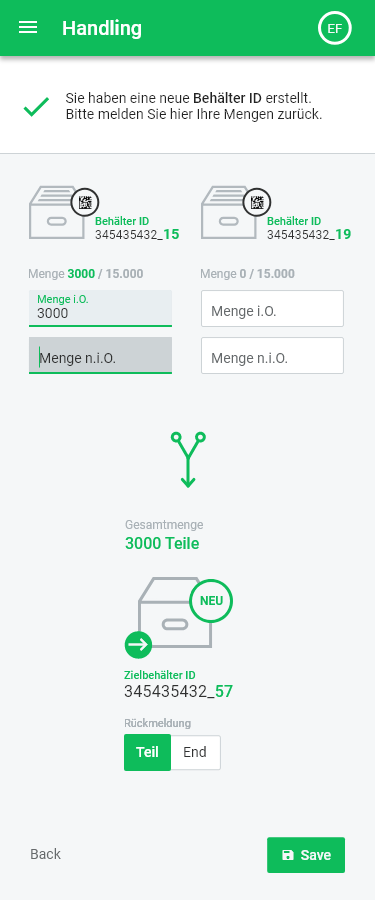 Handling
EF
Sie haben eine neue Behälter ID erstellt.
Bitte melden Sie hier Ihre Mengen zurück.
Behälter ID
345435432_15
Behälter ID
345435432_19
Menge 3000 / 15.000
Menge 0 / 15.000
Menge i.O.
3000
Menge i.O.
Menge n.i.O.
Menge n.i.O.
Gesamtmenge
3000 Teile
NEU
Zielbehälter ID
345435432_57
Rückmeldung
Teil
End
Back
Save